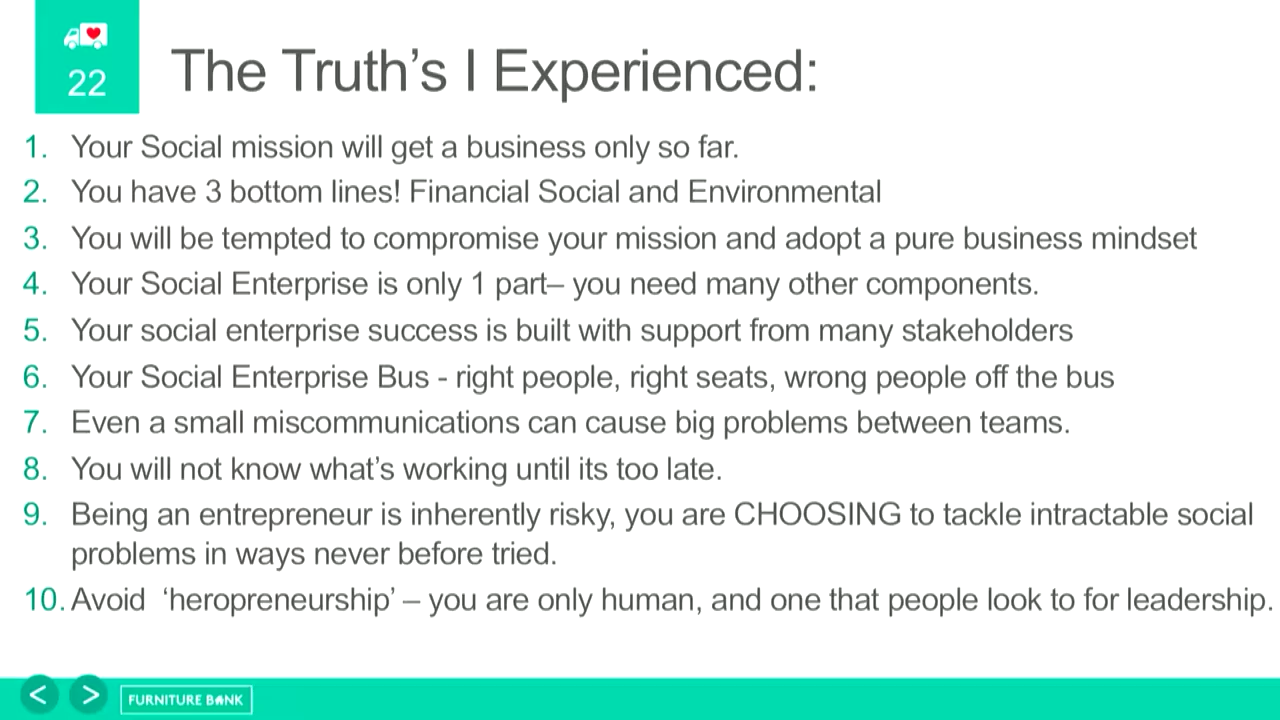 22
The Truth’s I Experienced:
1. Your Social mission will get a business only so far.
2. You have 3 bottom lines! Financial Social and Environmental
3. You will be tempted to compromise your mission and adopt a pure business mindset
4. Your Social Enterprise is only 1 part– you need many other components.
5. Your social enterprise success is built with support from many stakeholders
6. Your Social Enterprise Bus - right people, right seats, wrong people off the bus
7. Even a small miscommunications can cause big problems between teams.
8. You will not know what’s working until its too late.
9. Being an entrepreneur is inherently risky, you are CHOOSING to tackle intractable social
problems in ways never before tried.
10. Avoid ‘heropreneurship’ – you are only human, and one that people look to for leadership.
< > FURNITURE BANK